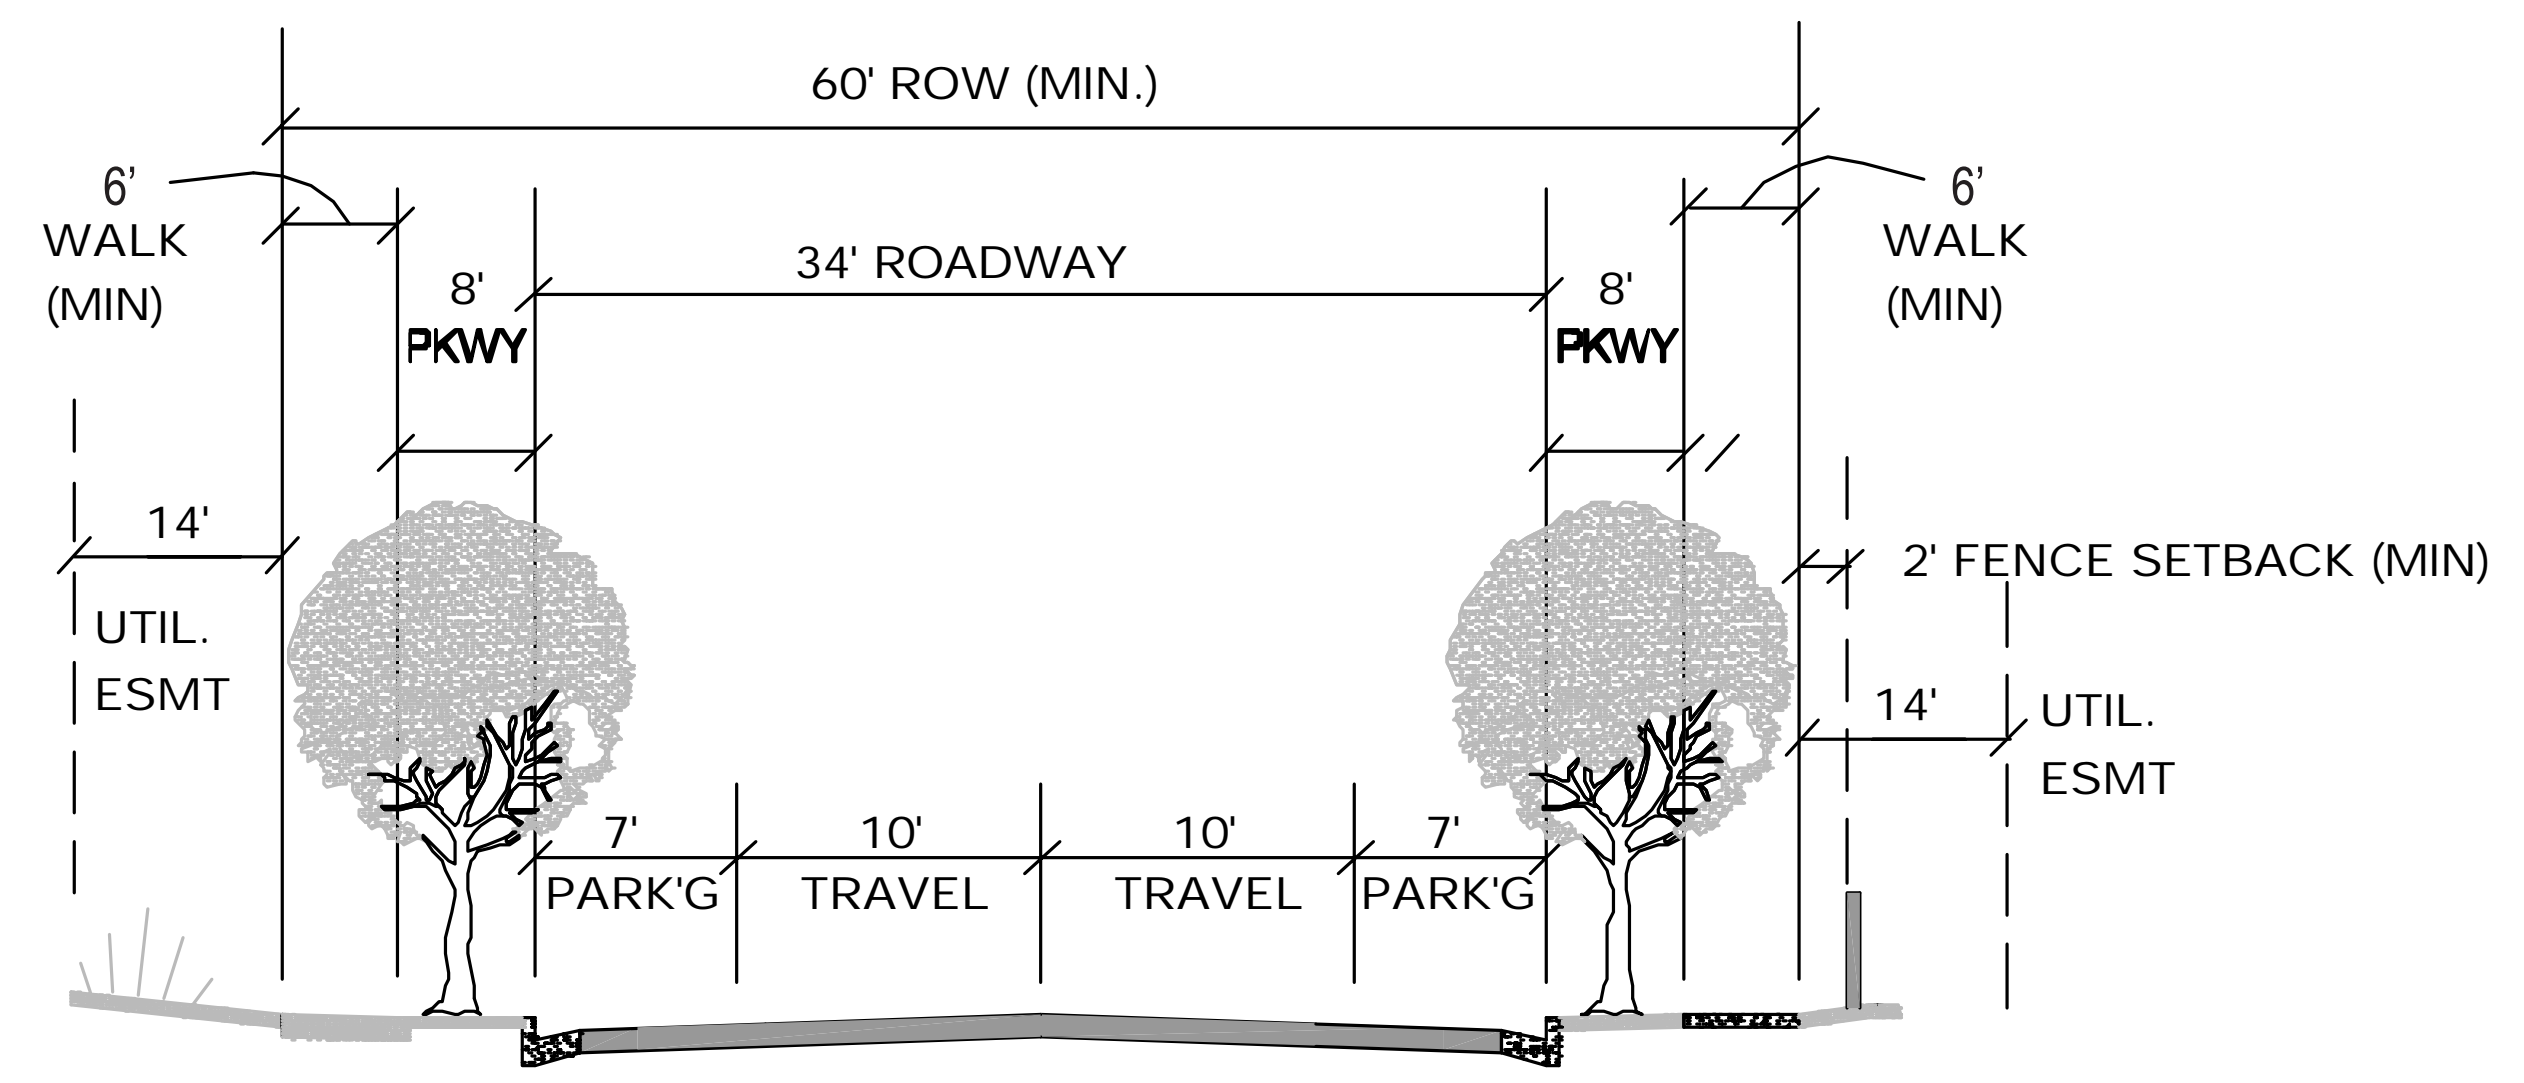 60' ROW (MIN.)
6’
WALK
(MIN)
8'
PKWY
34' ROADWAY
8'
PKWY
6’
WALK
(MIN)
14'
UTIL.
ESMT
2' FENCE SETBACK (MIN)
14'
UTIL.
ESMT
7'
PARK'G
10'
TRAVEL
10'
TRAVEL
7'
PARK'G